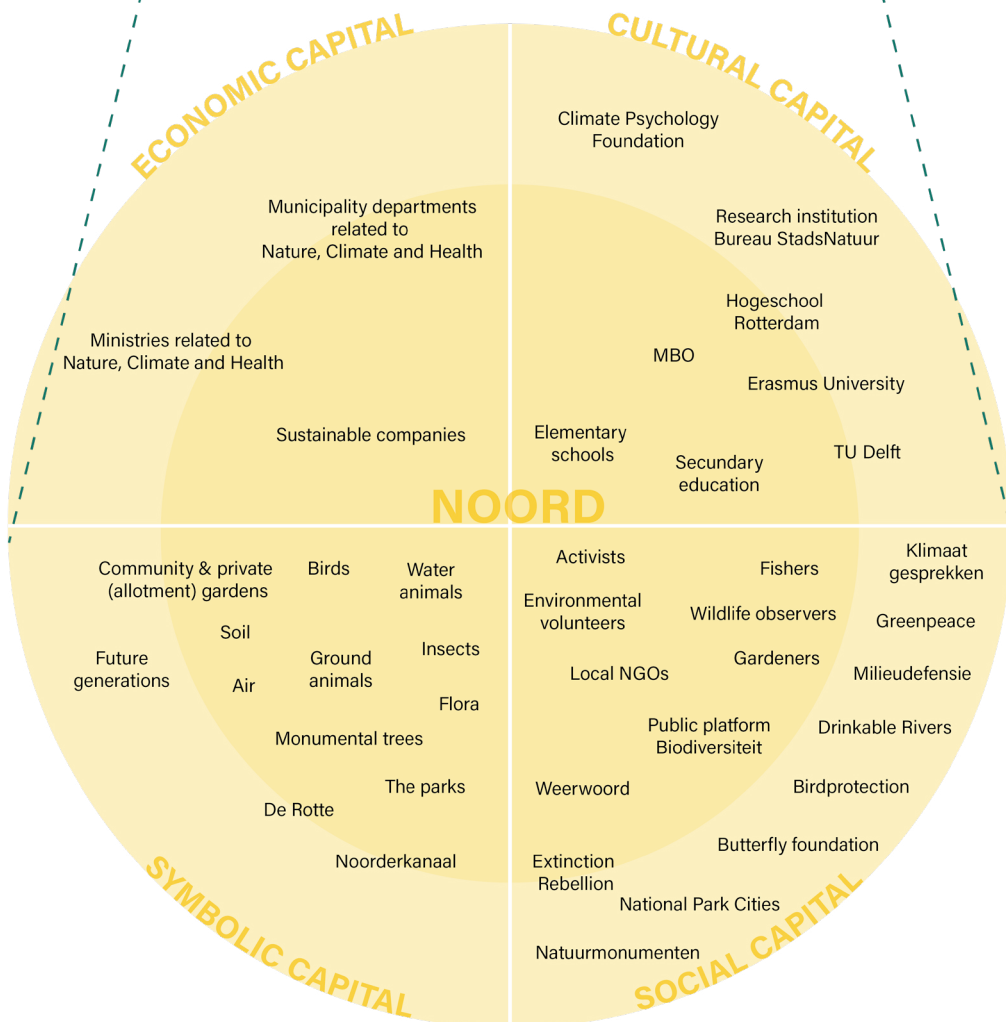 ECONOMIC CAPITAL
Municipality departments
related to
Nature, Climate and Health
Ministries related to
Nature, Climate and Health
Sustainable companies
CULTURAL CAPITAL
Climate Psychology
Foundation
Research institution
Bureau StadsNatuur
Hogeschool
Rotterdam
MBO
Erasmus University
Elementary
schools
Secundary
education
TU Delft
NOORD
Community & private
(allotment) gardens
Birds
Water
animals
Soil
Future
generations
Air
Ground
animals
Insects
Flora
Monumental trees
The parks
De Rotte
Noorderkanaal
SYMBOLIC CAPITAL
Activists
Fishers
Klimaat
gesprekken
Environmental
volunteers
Wildlife observers
Greenpeace
Local NGOs
Gardeners
Milieudefensie
Public platform
Biodiversiteit
Drinkable Rivers
Weerwoord
Birdprotection
Butterfly foundation
Extinction
Rebellion
National Park Cities
Natuurmonumenten
SOCIAL CAPITAL